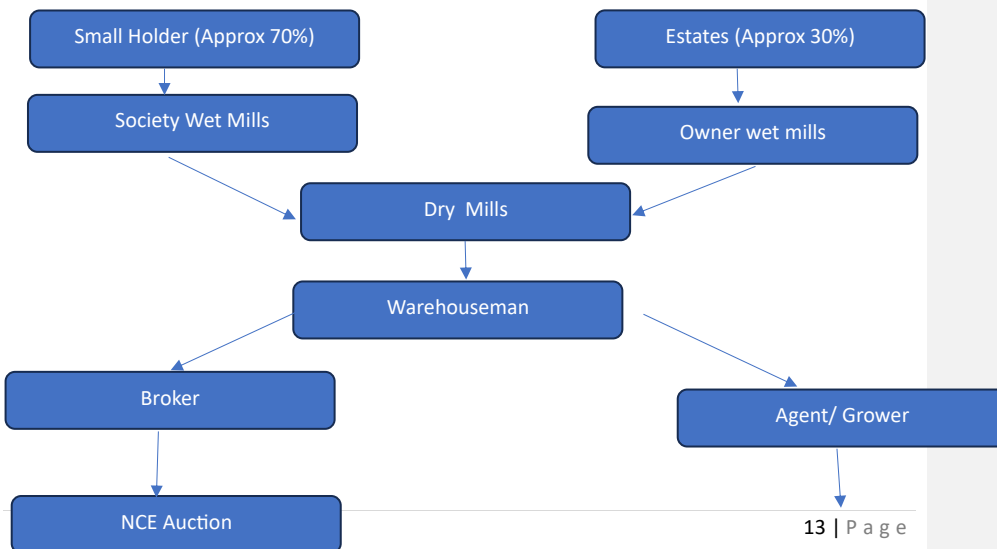 Small Holder (Approx 70%)
Estates (Approx 30%)
Society Wet Mills
Owner wet mills
Dry Mills
Warehouseman
Broker
Agent/ Grower
NCE Auction
13 | Page